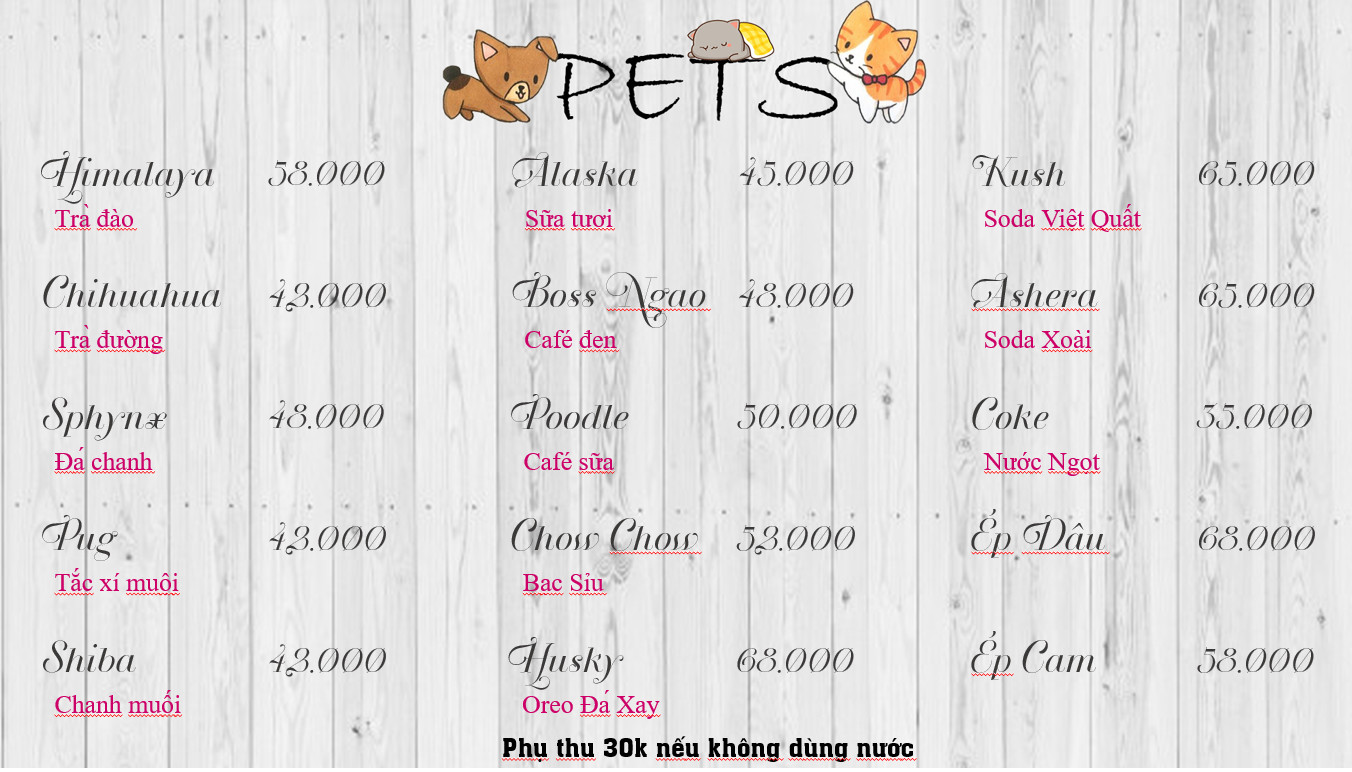 PETS
Himalaya 58.000
Trà đào
Chihuahua 43.000
Trà đường
Sphynx 48.000
Đá chanh
Pug 43.000
Tắc xí muội
Shiba 43.000
Chanh muối
Alaska 45.000
Sữa tươi
Boss Ngao 48.000
Café đen
Poodle 50.000
Café sữa
Chow Chow 53.000
Bạc Sỉu
Husky 68.000
Oreo Đá Xay
Kush 65.000
Soda Việt Quất
Ashera 65.000
Soda Xoài
Coke 35.000
Nước Ngọt
Ép Dâu 68.000
Ép Cam 58.000
Phụ thu 30k nếu không dùng nước